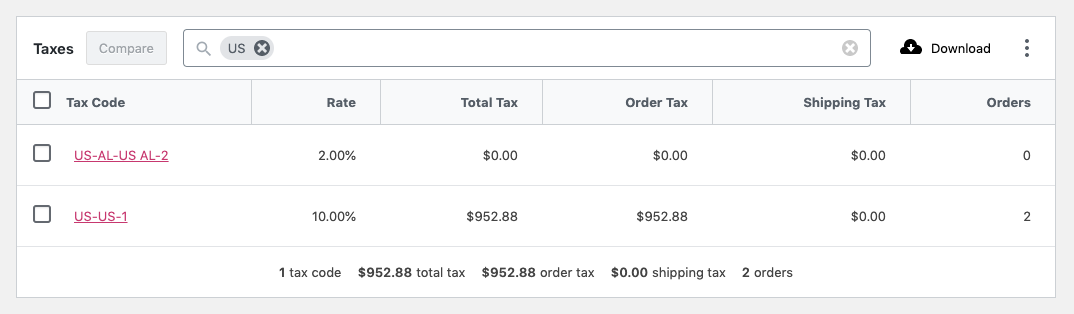 Taxes Compare US Download
Tax Code Rate Total Tax Order Tax Shipping Tax Orders
US-AL-US AL-2 2.00% $0.00 $0.00 $0.00 0
US-US-1 10.00% $952.88 $952.88 $0.00 2
1 tax code $952.88 total tax $952.88 order tax $0.00 shipping tax 2 orders